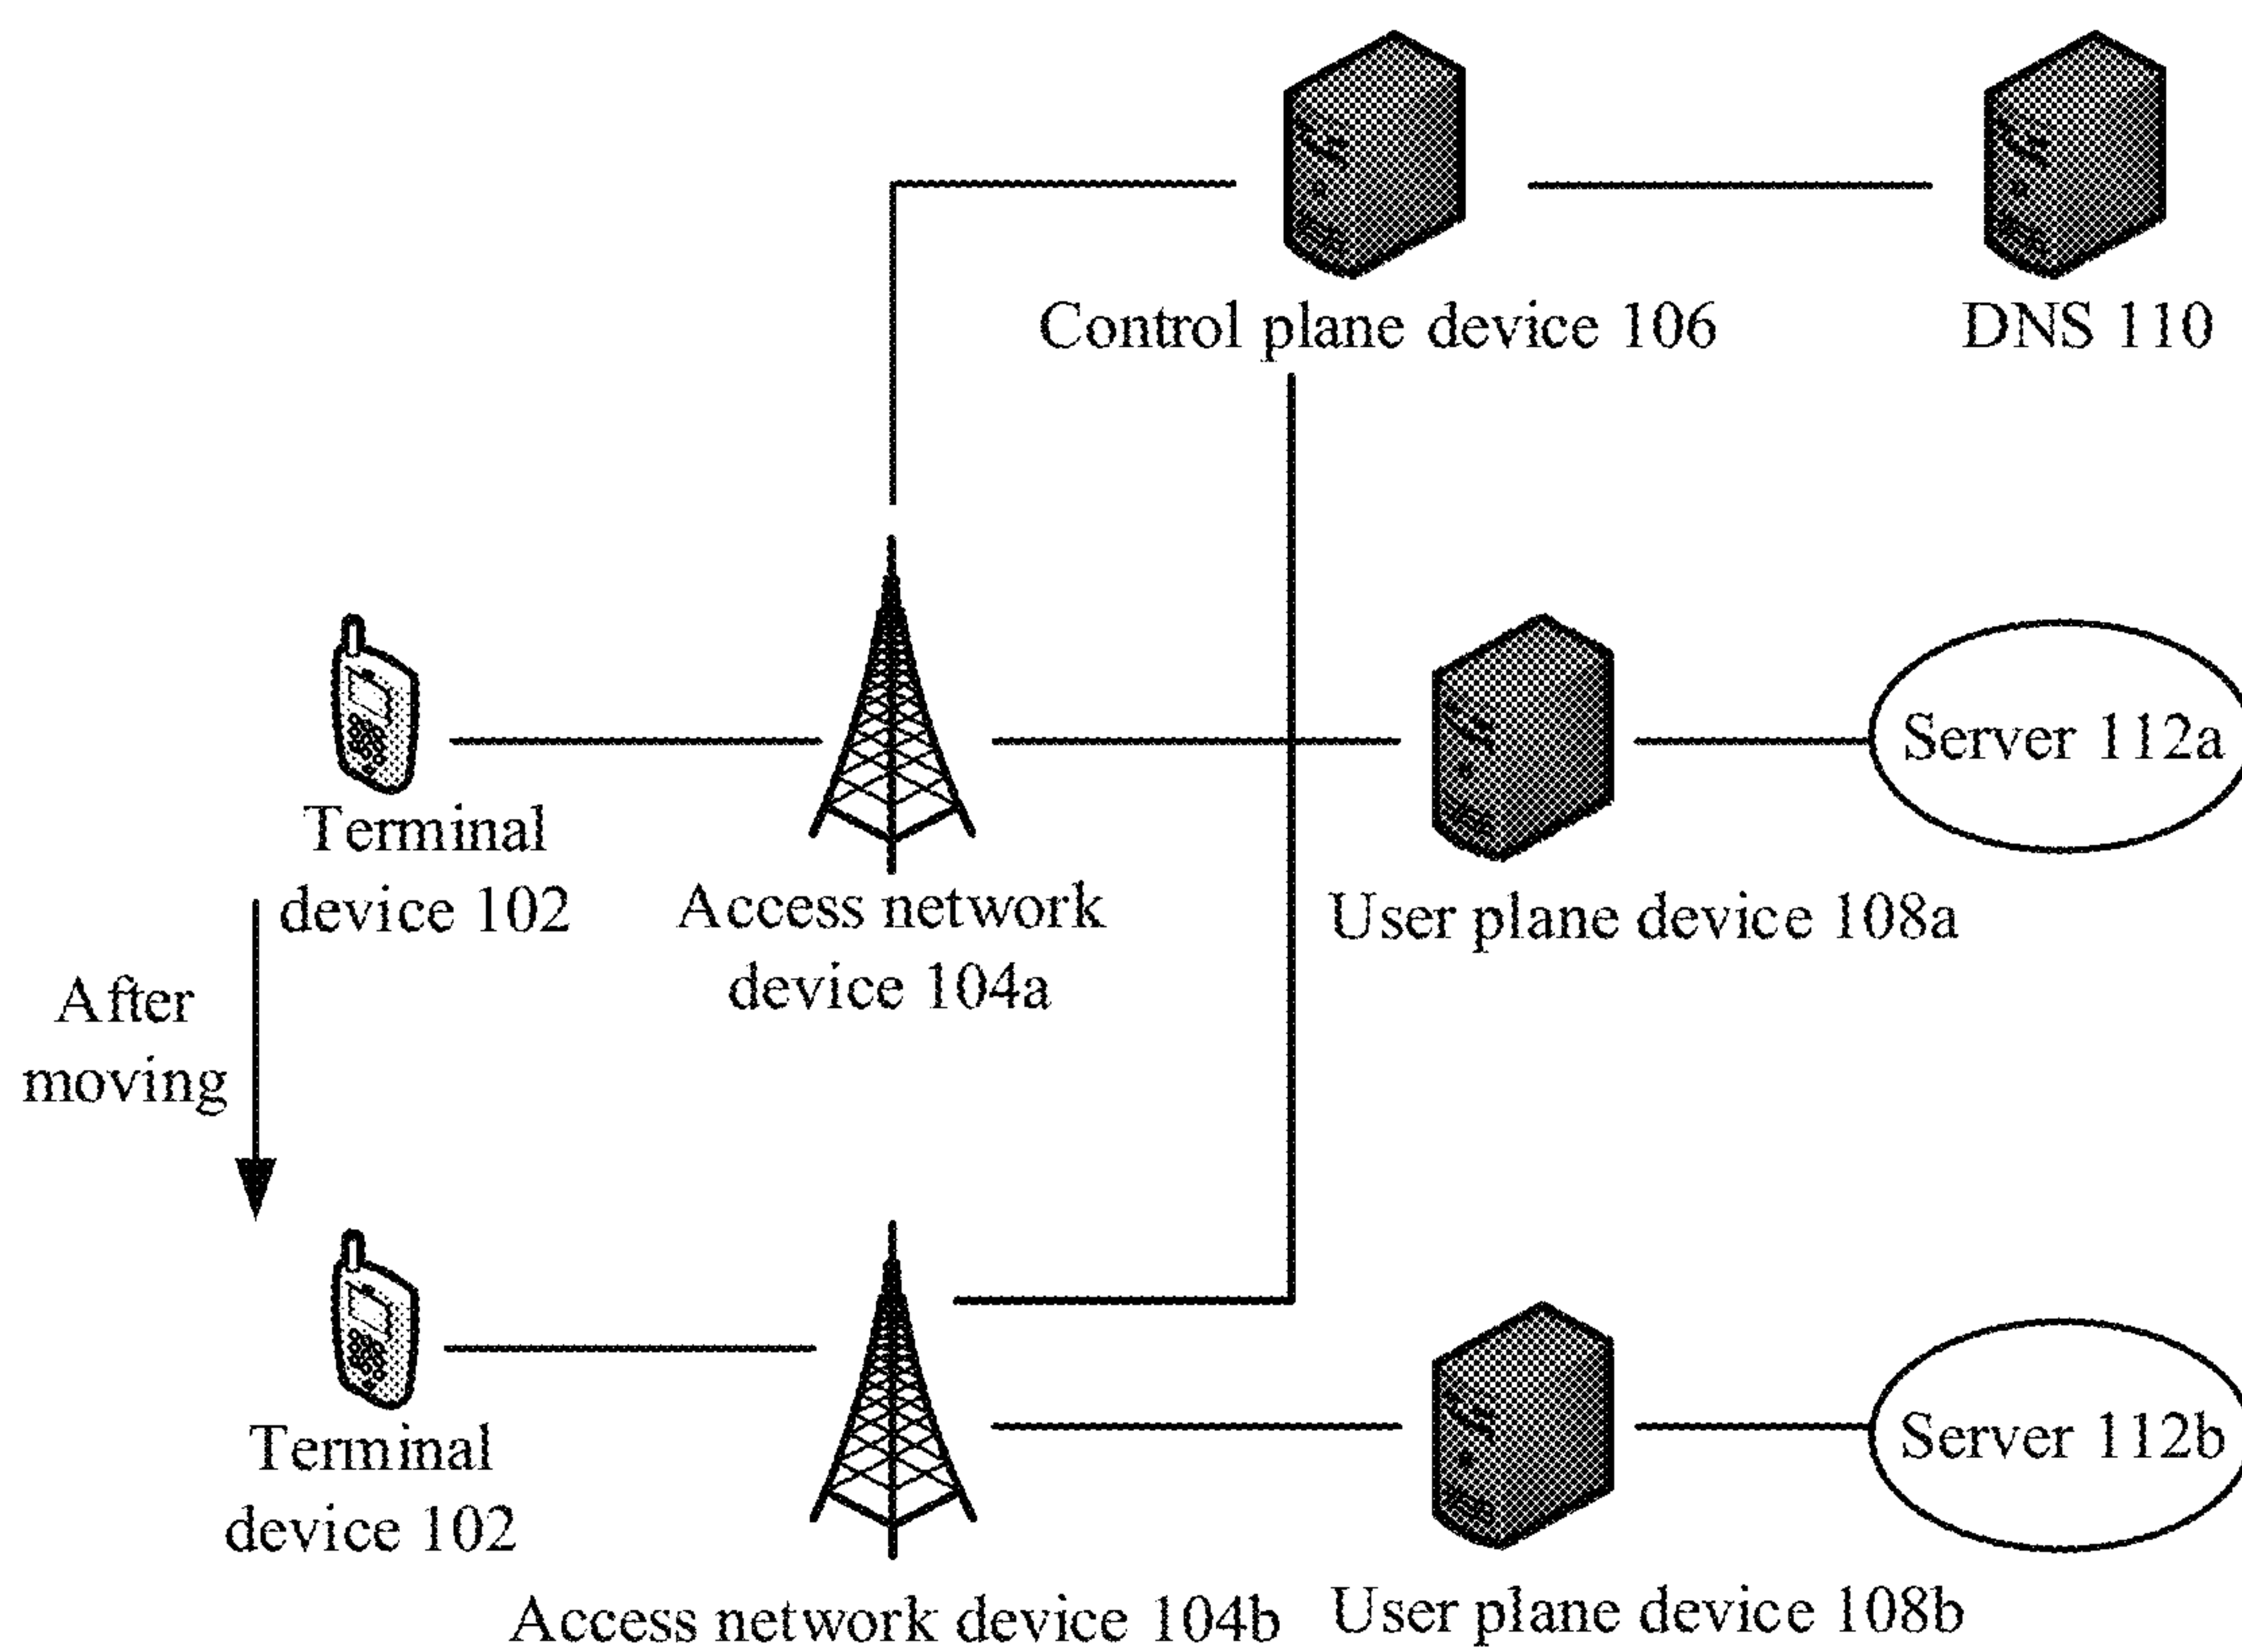 Control plane device 106
DNS 110
Server 112a
Terminal
device 102
Access network
device 104a
User plane device 108a
After
moving
Server 112b
Terminal
device 102
Access network device 104b
User plane device 108b